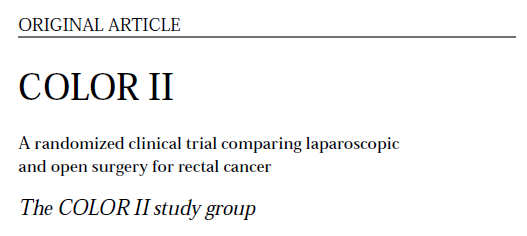 ORIGINAL ARTICLE
COLOR II
A randomized clinical trial comparing laparoscopic
and open surgery for rectal cancer
The COLOR II study group